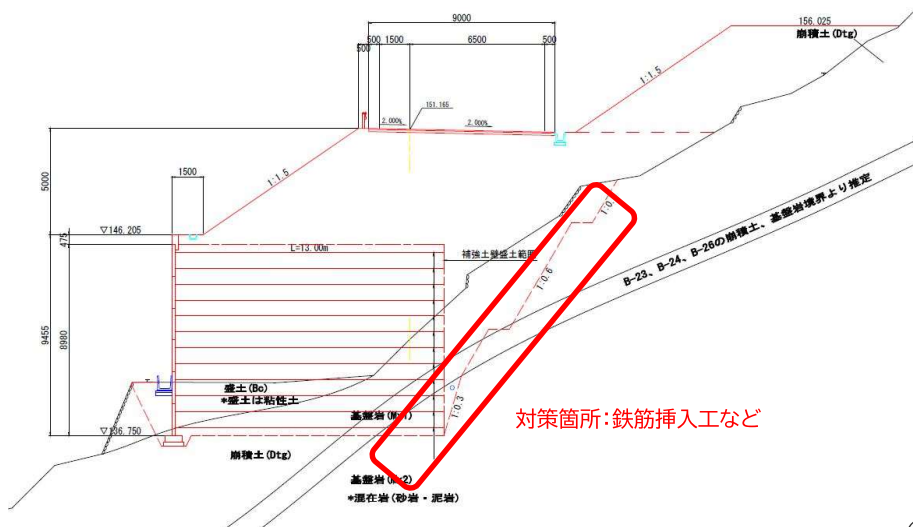 9000
156.025
崩積土(Dtg)
500
500
1500
6500
500
151.165
2.000%
2.000%
1:1.5
5000
1:1.5
1500
▽146.205
475
L=13.00m
補強土壁盛土範囲
1:0.
B-23、B-24、B-26の崩積土、基盤岩境界より推定
1:0.6
9455
8980
盛土(Bc)
*盛土は粘性土
基盤岩
1:0.3
対策箇所:鉄筋挿入工など
▽136.750
崩積土(Dtg)
基盤岩
*混在岩(砂岩・泥岩)